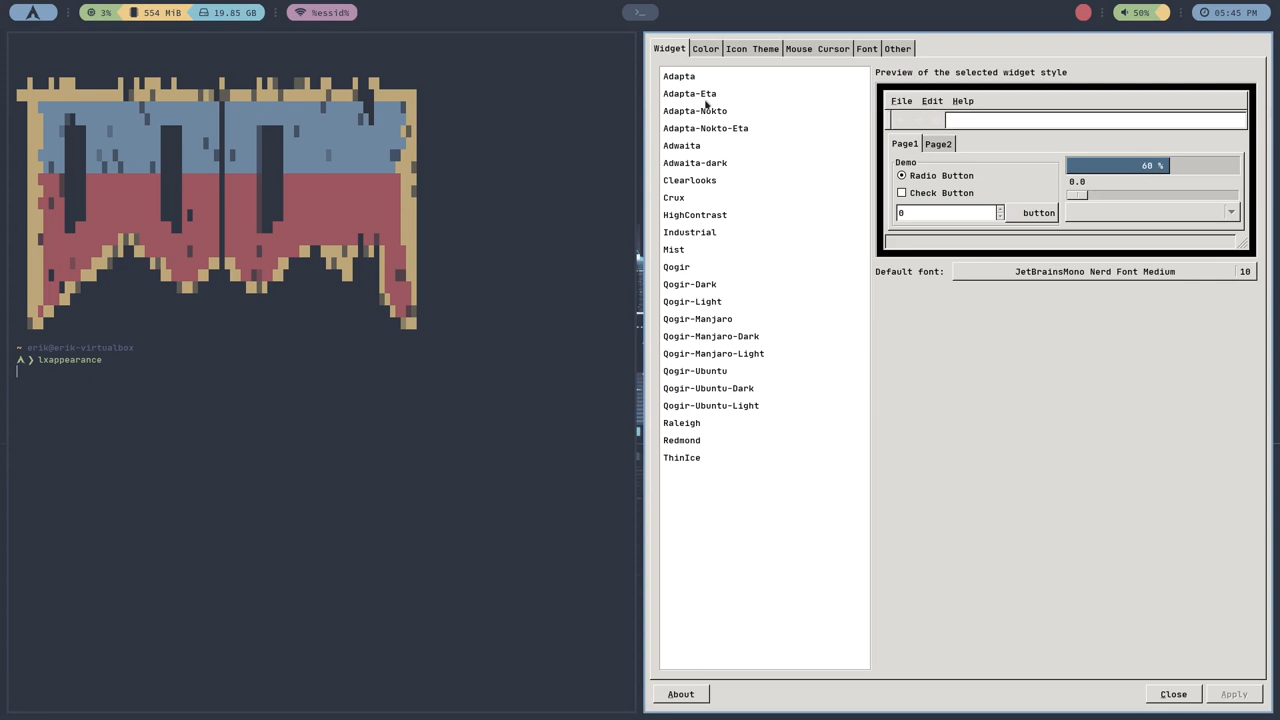 3% 554 MiB 19.85 GB %essid% >_ 50% 05:45 PM
~ erik@erik-virtualbox
❯ lxappearance
Widget Color Icon Theme Mouse Cursor Font Other
Adapta
Adapta-Eta
Adapta-Nokto
Adapta-Nokto-Eta
Adwaita
Adwaita-dark
Clearlooks
Crux
HighContrast
Industrial
Mist
Qogir
Qogir-Dark
Qogir-Light
Qogir-Manjaro
Qogir-Manjaro-Dark
Qogir-Manjaro-Light
Qogir-Ubuntu
Qogir-Ubuntu-Dark
Qogir-Ubuntu-Light
Raleigh
Redmond
ThinIce
Preview of the selected widget style
File Edit Help
Page1 Page2
Demo
Radio Button
Check Button
0 button
60 %
0.0
Default font: JetBrainsMono Nerd Font Medium 10
About Close Apply